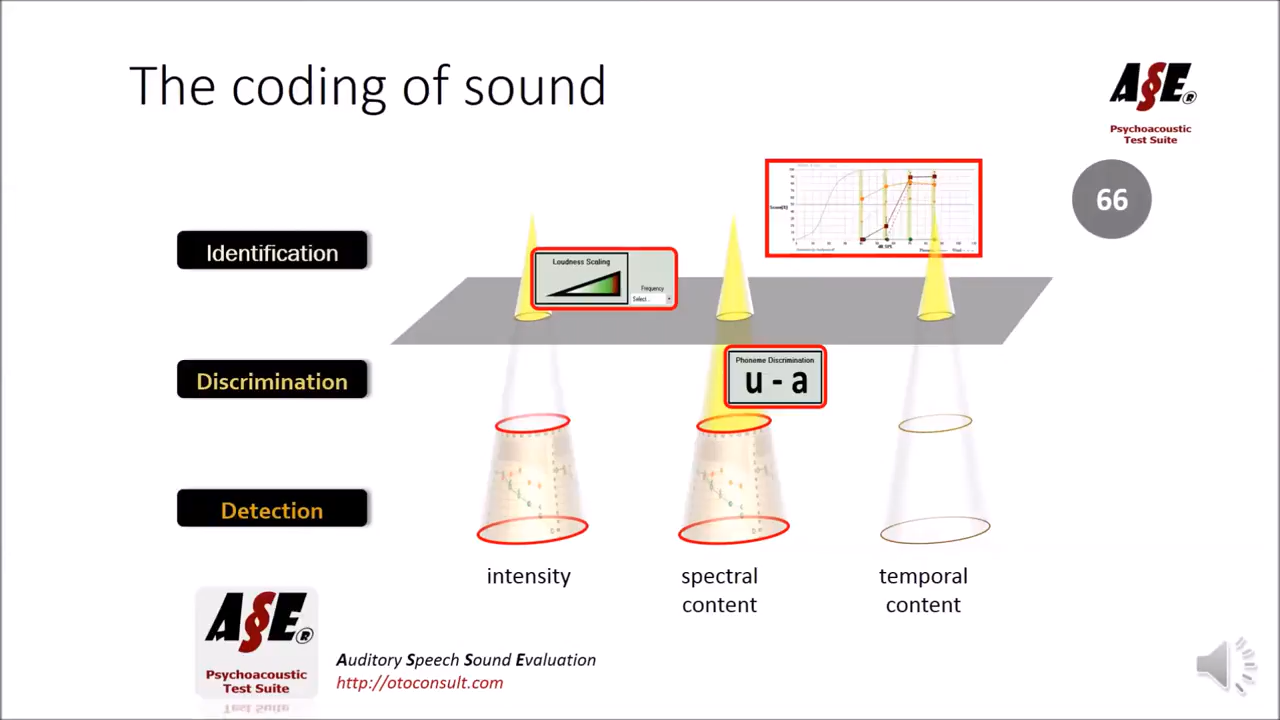 The coding of sound
ASE®
Psychoacoustic
Test Suite
66
Identification
Loudness Scaling
Frequency
Select...
Discrimination
Phoneme Discrimination
u - a
Detection
intensity
spectral
content
temporal
content
ASE®
Psychoacoustic
Test Suite
Auditory Speech Sound Evaluation
http://otoconsult.com